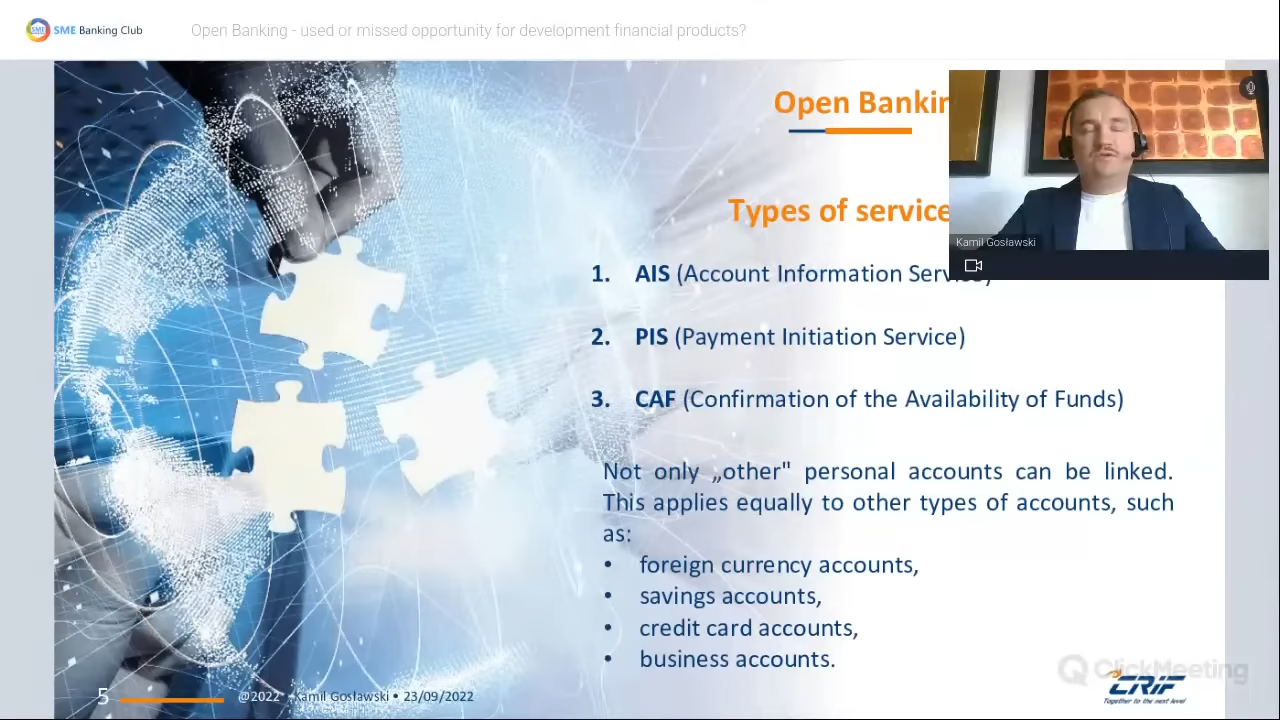 SME Banking Club
Open Banking - used or missed opportunity for development financial products?
Open
Types of
Kamil Gosławski
1. AIS (Account Information
2. PIS (Payment Initiation Service)
3. CAF (Confirmation of the Availability of Funds)
Not only „other" personal accounts can be linked.
This applies equally to other types of accounts, such
as:
• foreign currency accounts,
• savings accounts,
• credit card accounts,
• business accounts.
ClickMeeting
CRIF
Together to the next level
5
@2022 • Kamil Gosławski • 23/09/2022